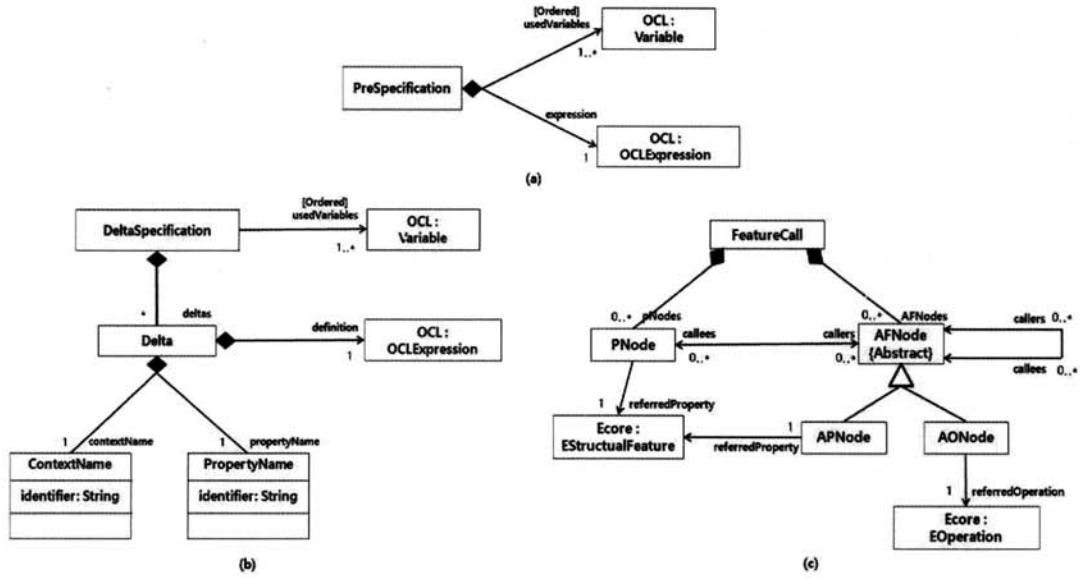 [Ordered]
usedVariables
1..*
OCL :
Variable
PreSpecification
expression
1
OCL :
OCLExpression
(a)
DeltaSpecification
[Ordered]
usedVariables
1..*
OCL :
Variable
*
deltas
Delta
definition
1
OCL :
OCLExpression
1
contextName
1
propertyName
ContextName
identifier: String
PropertyName
identifier: String
(b)
FeatureCall
0..*
pNodes
0..*
AFNodes
PNode
callees
0..*
callers
0..*
AFNode
{Abstract}
callers
0..*
callees
0..*
1
referredProperty
Ecore :
EStructualFeature
1
referredProperty
APNode
AONode
1
referredOperation
Ecore :
EOperation
(c)